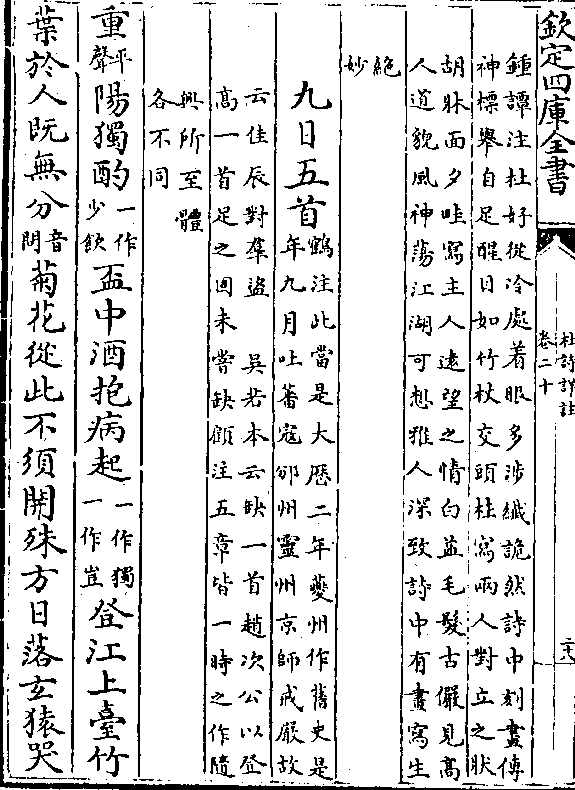 欽定四庫全書
杜詩詳註
卷二十
二十八
鍾譚注杜好從冷處着眼多涉纖詭然詩中刻畫傳
神標舉自足醒目如竹杖交頭柱寫兩人對立之狀
胡牀面夕畦寫主人遠望之情白益毛髮古儼見高
人道貌風神蕩江湖可想雅人深致詩中有畫寫生
絕
妙
九日五首
鶴注此當是大歴二年夔州作舊史是
年九月吐蕃寇邠州靈州京師戒嚴故
云佳辰對羣盗 吳若本云缺一首趙次公以登
高一首足之固未嘗缺顧注五章皆一時之作隨
興所至體
各不同
重平聲陽獨酌一作少飲盃中酒抱病起一作獨一作豈登江上臺竹
葉於人既無分音問菊花從此不須開殊方日落玄猿哭